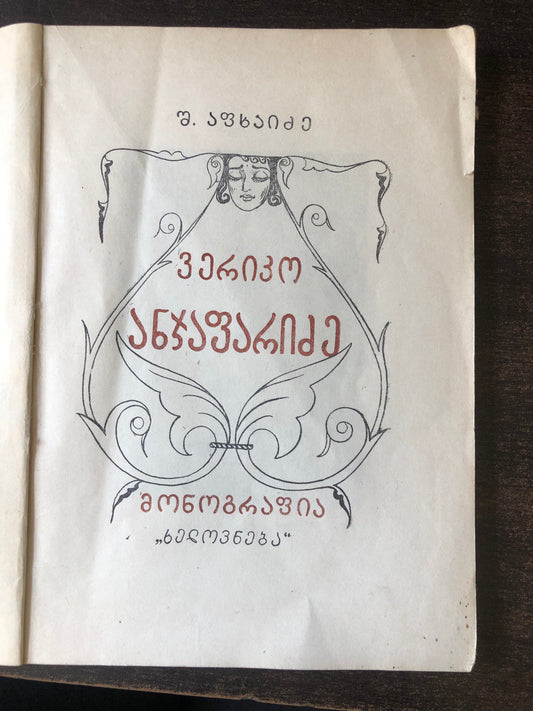 შ. აფხაიძე
ვერიკო
ანჯაფარიძე
მონოგრაფია
„ხელოვნება“